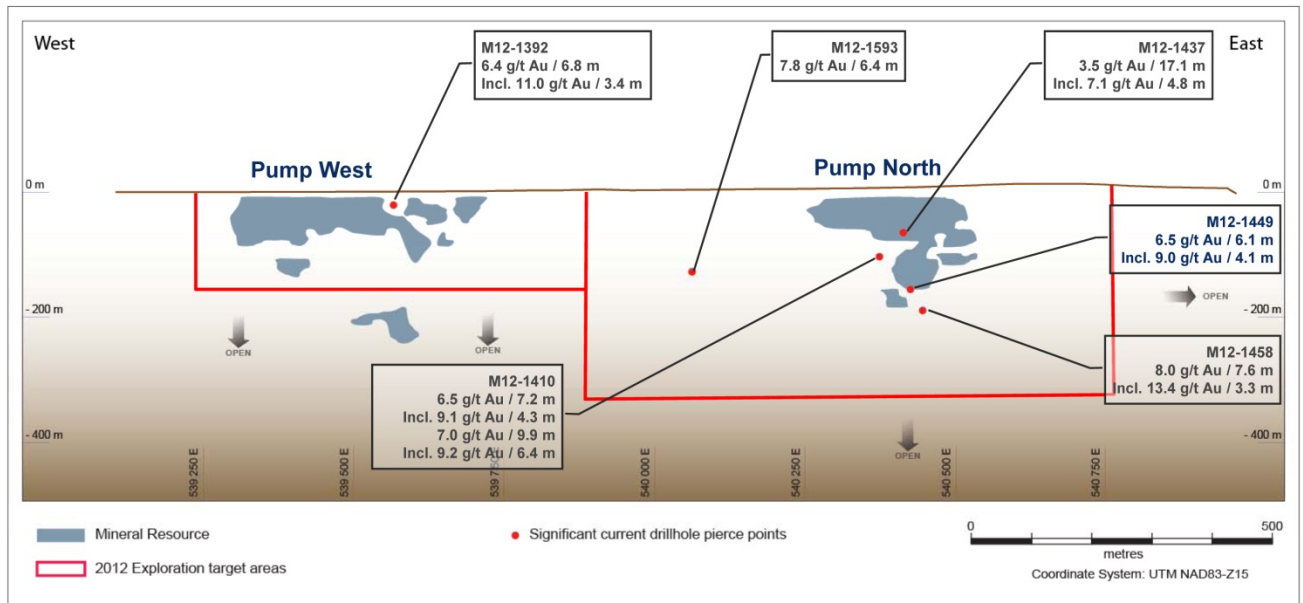 West
East
M12-1392
6.4 g/t Au / 6.8 m
Incl. 11.0 g/t Au / 3.4 m
M12-1593
7.8 g/t Au / 6.4 m
M12-1437
3.5 g/t Au / 17.1 m
Incl. 7.1 g/t Au / 4.8 m
Pump West
Pump North
0 m
0 m
M12-1449
6.5 g/t Au / 6.1 m
Incl. 9.0 g/t Au / 4.1 m
OPEN
- 200 m
- 200 m
OPEN
OPEN
M12-1458
8.0 g/t Au / 7.6 m
Incl. 13.4 g/t Au / 3.3 m
M12-1410
6.5 g/t Au / 7.2 m
Incl. 9.1 g/t Au / 4.3 m
7.0 g/t Au / 9.9 m
Incl. 9.2 g/t Au / 6.4 m
- 400 m
- 400 m
OPEN
539 250 E
539 500 E
539 750 E
540 000 E
540 250 E
540 500 E
540 750 E
Mineral Resource
Significant current drillhole pierce points
0
500
metres
2012 Exploration target areas
Coordinate System: UTM NAD83-Z15